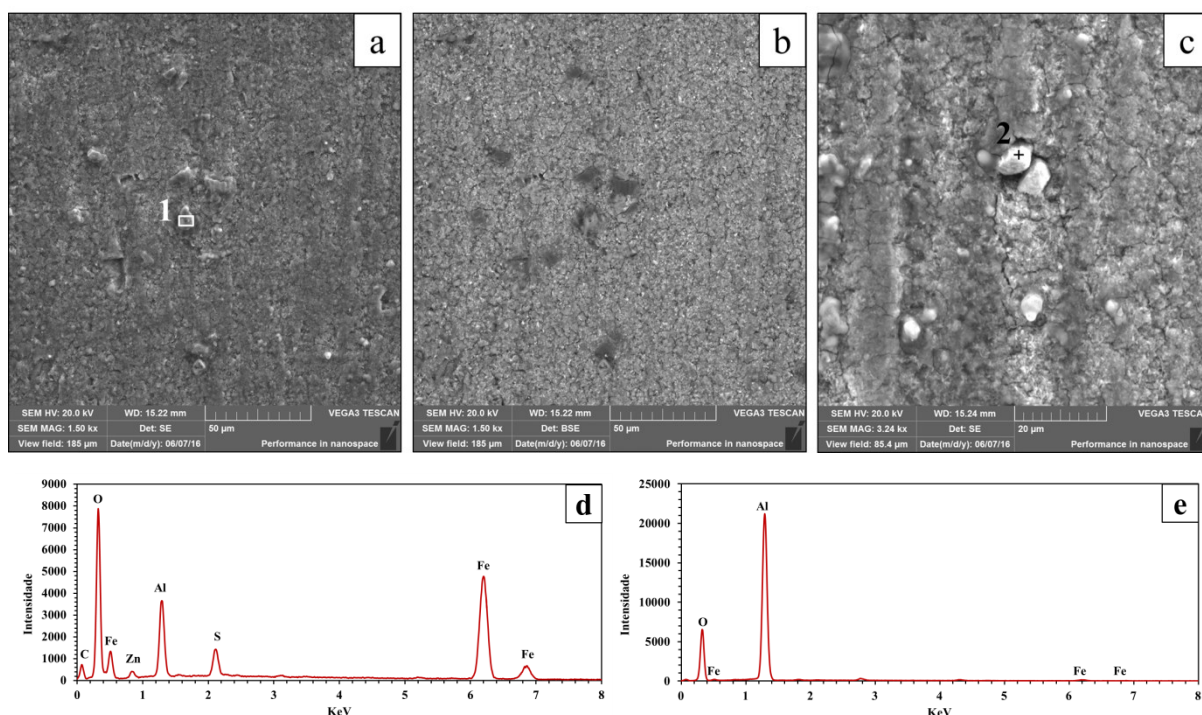 a
1
SEM HV: 20.0 kV WD: 15.22 mm VEGA3 TESCAN
SEM MAG: 1.50 kx Det: SE 50 µm
View field: 185 µm Date(m/d/y): 06/07/16 Performance in nanospace
b
SEM HV: 20.0 kV WD: 15.22 mm VEGA3 TESCAN
SEM MAG: 1.50 kx Det: BSE 50 µm
View field: 185 µm Date(m/d/y): 06/07/16 Performance in nanospace
c
2
SEM HV: 20.0 kV WD: 15.24 mm VEGA3 TESCAN
SEM MAG: 3.24 kx Det: SE 20 µm
View field: 85.4 µm Date(m/d/y): 06/07/16 Performance in nanospace
d
Intensidade
9000
8000
7000
6000
5000
4000
3000
2000
1000
0
C
O
Fe
Zn
Al
S
Fe
Fe
0 1 2 3 4 5 6 7 8
KeV
e
Intensidade
25000
20000
15000
10000
5000
0
O
Fe
Al
Fe
Fe
0 1 2 3 4 5 6 7 8
KeV